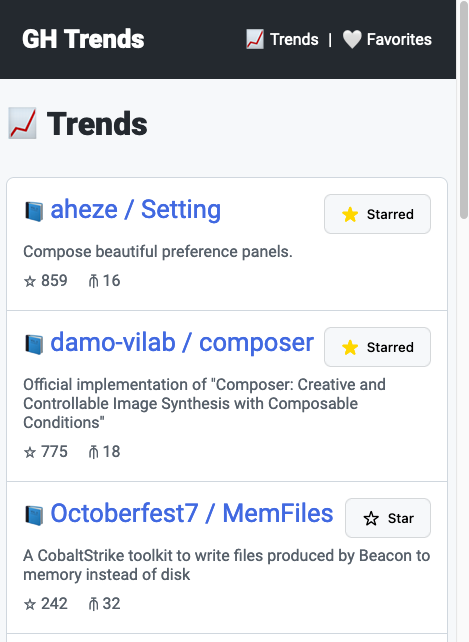 GH Trends
Trends | Favorites
Trends
aheze / Setting
Starred
Compose beautiful preference panels.
859 16
damo-vilab / composer
Starred
Official implementation of "Composer: Creative and
Controllable Image Synthesis with Composable
Conditions"
775 18
Octoberfest7 / MemFiles
Star
A CobaltStrike toolkit to write files produced by Beacon to
memory instead of disk
242 32